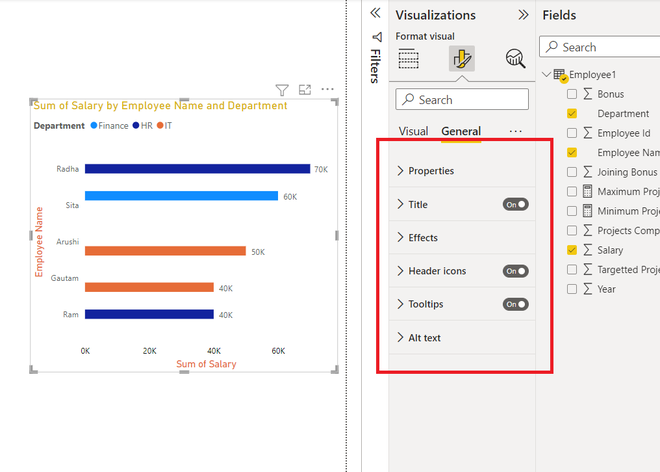 Sum of Salary by Employee Name and Department
Department Finance HR IT
Employee Name
Radha 70K
Sita 60K
Arushi 50K
Gautam 40K
Ram 40K
0K 20K 40K 60K
Sum of Salary
Filters
Visualizations
Format visual
Search
Visual General ...
Properties
Title On
Effects
Header icons On
Tooltips On
Alt text
Fields
Search
Employee1
Bonus
Department
Employee Id
Employee Nam
Joining Bonus
Maximum Proj
Minimum Proj
Projects Comp
Salary
Targetted Proje
Year